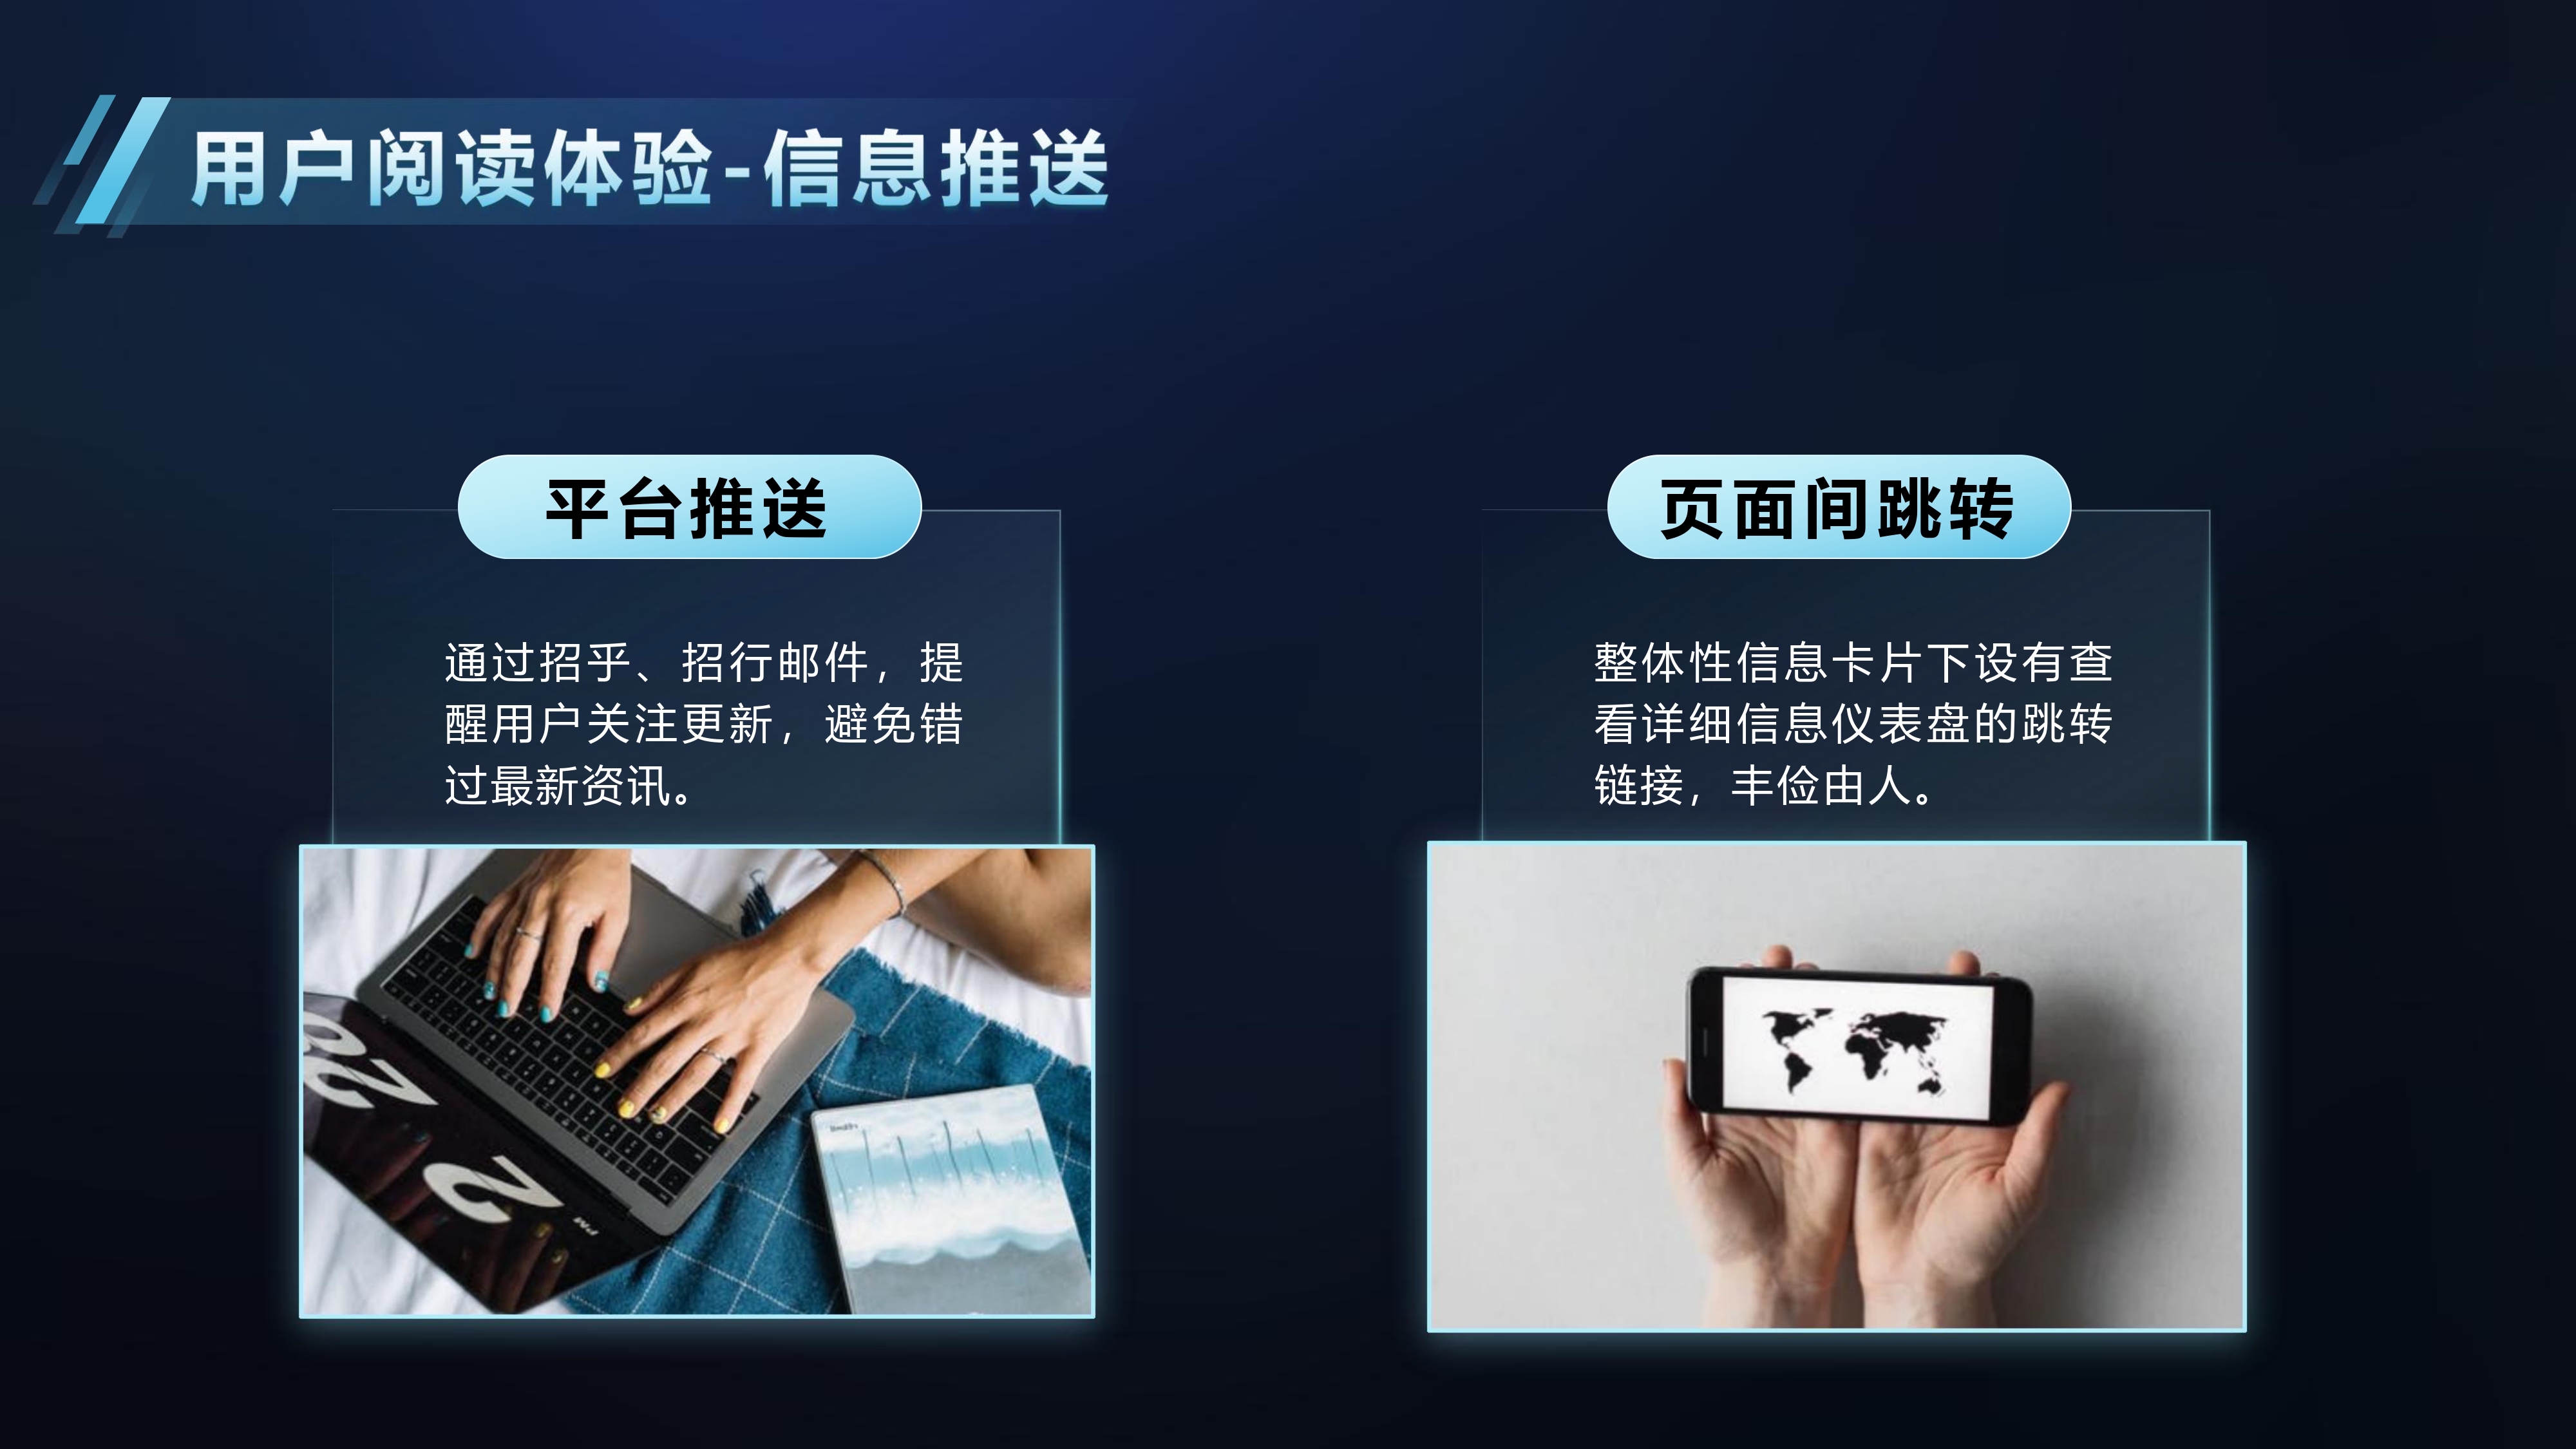 用户阅读体验-信息推送
平台推送
通过招乎、招行邮件，提
醒用户关注更新，避免错
过最新资讯。
页面间跳转
整体性信息卡片下设有查
看详细信息仪表盘的跳转
链接，丰俭由人。
20
2
PM